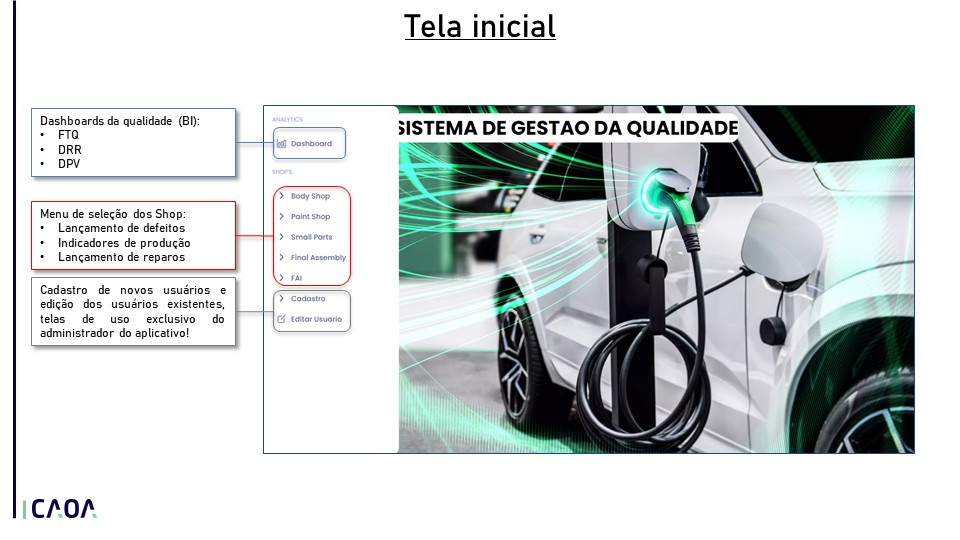 Tela inicial
Dashboards da qualidade (BI):
• FTQ
• DRR
• DPV
Menu de seleção dos Shop:
• Lançamento de defeitos
• Indicadores de produção
• Lançamento de reparos
Cadastro de novos usuários e
edição dos usuários existentes,
telas de uso exclusivo do
administrador do aplicativo!
ANALYTICS
Dashboard
SHOP'S
Body Shop
Paint Shop
Small Parts
Final Assembly
FAI
Cadastro
Editar Usuario
SISTEMA DE GESTAO DA QUALIDADE
CAOA